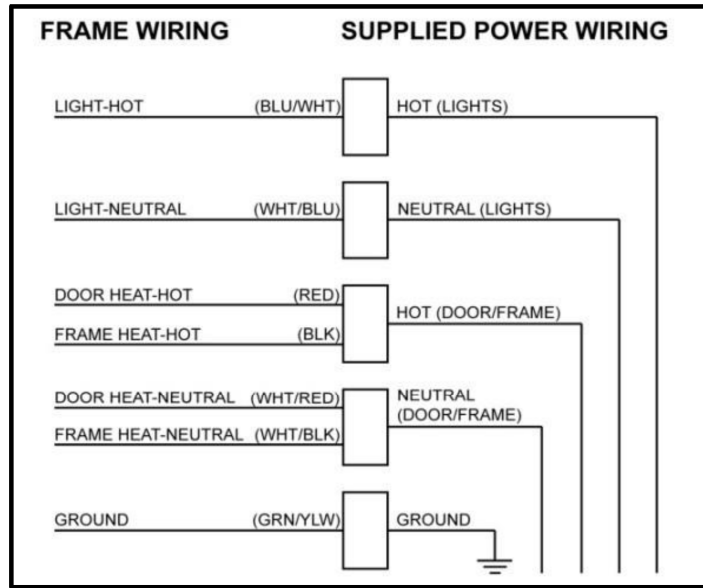 FRAME WIRING SUPPLIED POWER WIRING
LIGHT-HOT (BLU/WHT) HOT (LIGHTS)
LIGHT-NEUTRAL (WHT/BLU) NEUTRAL (LIGHTS)
DOOR HEAT-HOT (RED)
HOT (DOOR/FRAME)
FRAME HEAT-HOT (BLK)
DOOR HEAT-NEUTRAL (WHT/RED) NEUTRAL
(DOOR/FRAME)
FRAME HEAT-NEUTRAL (WHT/BLK)
GROUND (GRN/YLW) GROUND